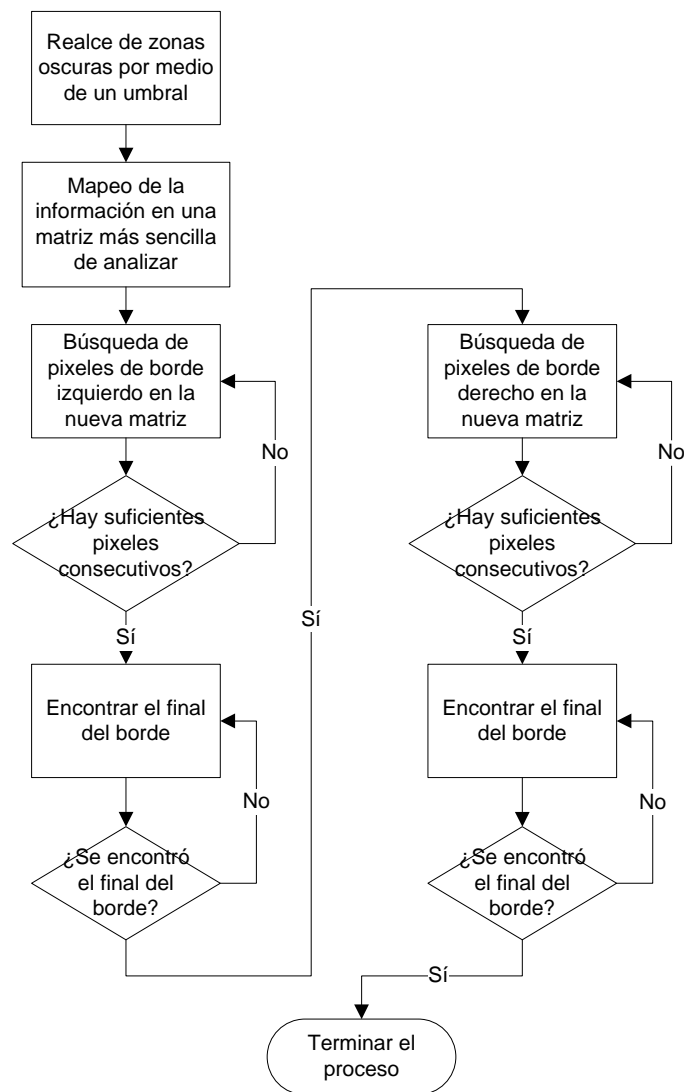 Realce de zonas
oscuras por medio
de un umbral
Mapeo de la
información en una
matriz más sencilla
de analizar
Búsqueda de
pixeles de borde
izquierdo en la
nueva matriz
No
¿Hay suficientes
pixeles
consecutivos?
Sí
Encontrar el final
del borde
No
¿Se encontró
el final del
borde?
Sí
Búsqueda de
pixeles de borde
derecho en la
nueva matriz
No
¿Hay suficientes
pixeles
consecutivos?
Sí
Encontrar el final
del borde
No
¿Se encontró
el final del
borde?
Sí
Terminar el
proceso